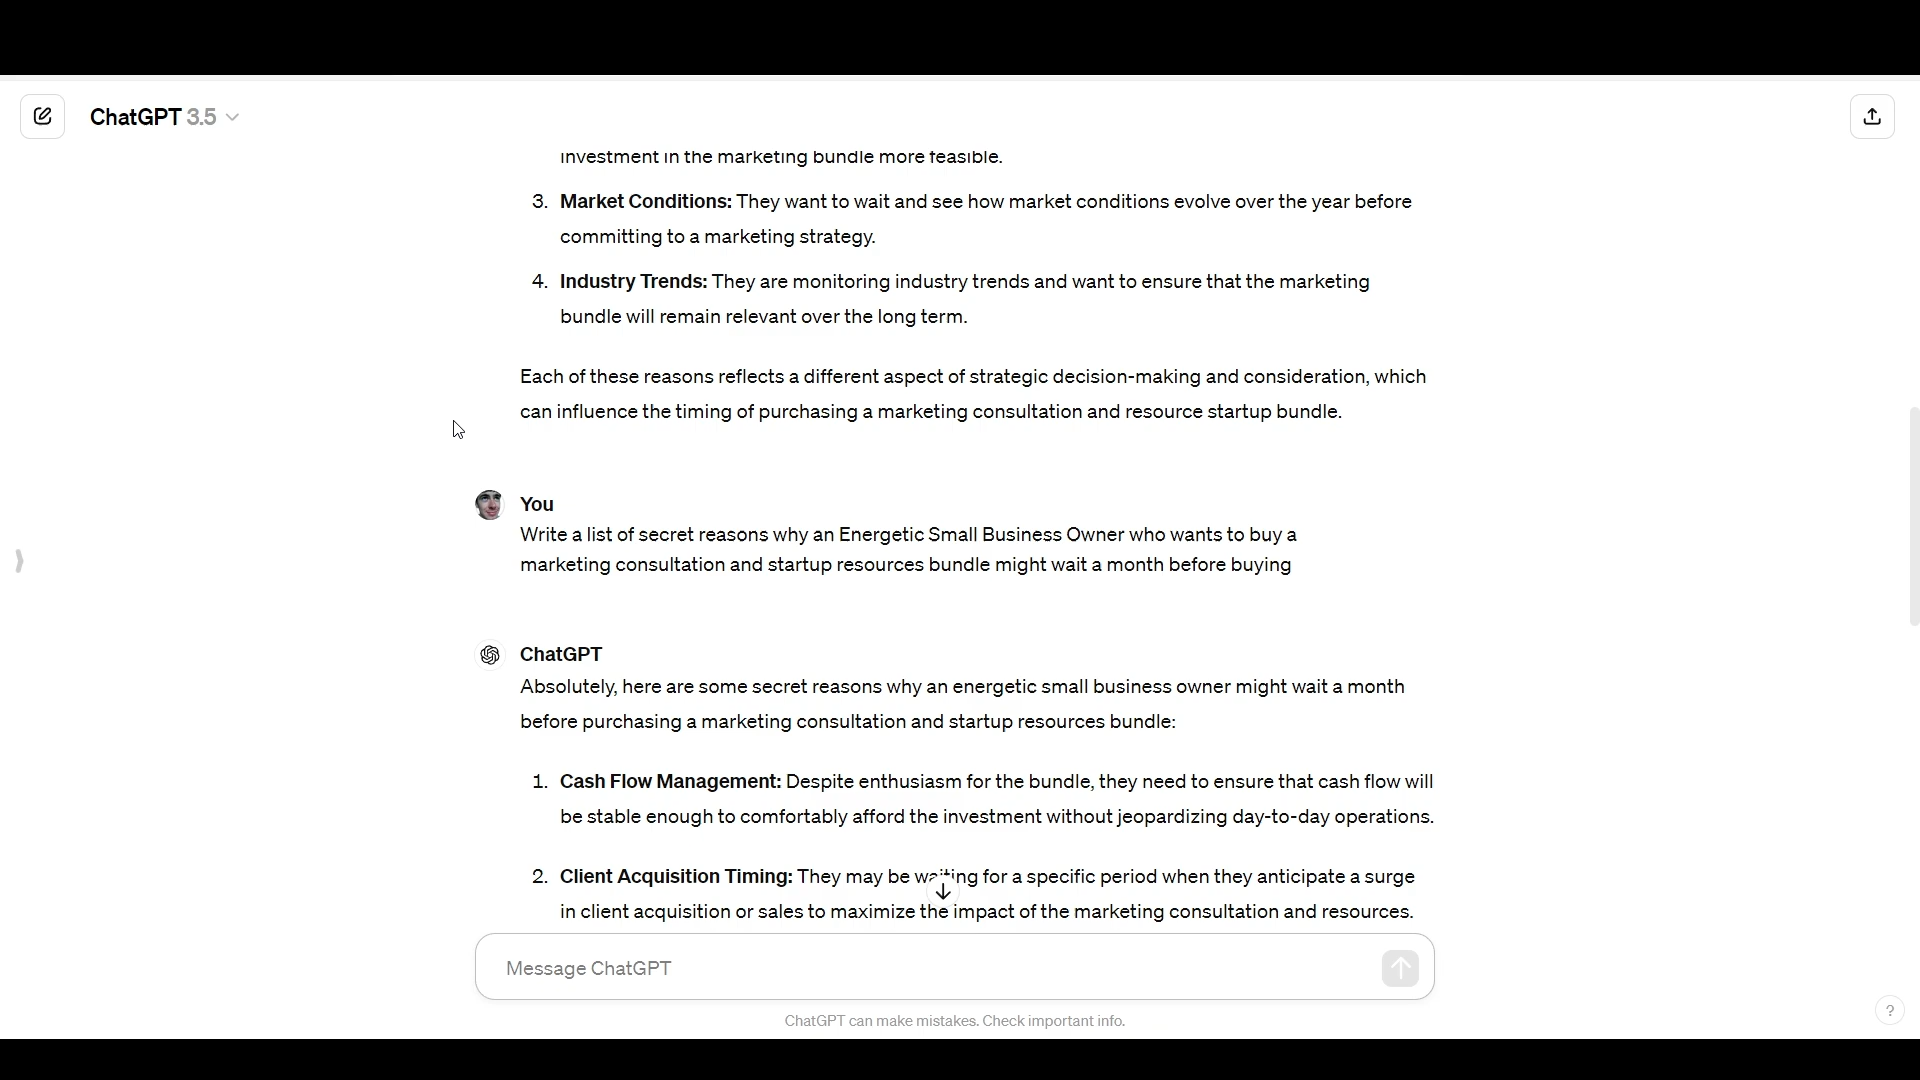 ChatGPT 3.5
investment in the marketing bundle more feasible.
3. Market Conditions: They want to wait and see how market conditions evolve over the year before
committing to a marketing strategy.
4. Industry Trends: They are monitoring industry trends and want to ensure that the marketing
bundle will remain relevant over the long term.
Each of these reasons reflects a different aspect of strategic decision-making and consideration, which
can influence the timing of purchasing a marketing consultation and resource startup bundle.
You
Write a list of secret reasons why an Energetic Small Business Owner who wants to buy a
marketing consultation and startup resources bundle might wait a month before buying
ChatGPT
Absolutely, here are some secret reasons why an energetic small business owner might wait a month
before purchasing a marketing consultation and startup resources bundle:
1. Cash Flow Management: Despite enthusiasm for the bundle, they need to ensure that cash flow will
be stable enough to comfortably afford the investment without jeopardizing day-to-day operations.
2. Client Acquisition Timing: They may be waiting for a specific period when they anticipate a surge
in client acquisition or sales to maximize the impact of the marketing consultation and resources.
Message ChatGPT
ChatGPT can make mistakes. Check important info.
?